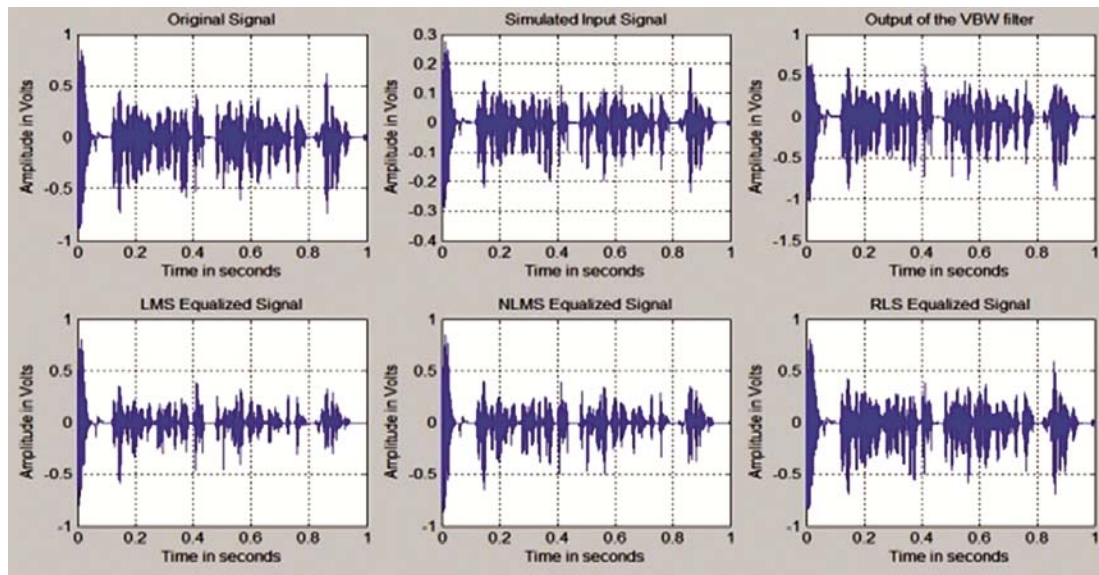 Original Signal
Amplitude in Volts
1
0.5
0
-0.5
-1
0 0.2 0.4 0.6 0.8 1
Time in seconds
Simulated Input Signal
Amplitude in Volts
0.3
0.2
0.1
0
-0.1
-0.2
-0.3
-0.4
0 0.2 0.4 0.6 0.8 1
Time in seconds
Output of the VBW filter
Amplitude in Volts
1
0.5
0
-0.5
-1
-1.5
0 0.2 0.4 0.6 0.8 1
Time in seconds
LMS Equalized Signal
Amplitude in Volts
1
0.5
0
-0.5
-1
0 0.2 0.4 0.6 0.8 1
Time in seconds
NLMS Equalized Signal
Amplitude in Volts
1
0.5
0
-0.5
-1
0 0.2 0.4 0.6 0.8 1
Time in seconds
RLS Equalized Signal
Amplitude in Volts
1
0.5
0
-0.5
-1
0 0.2 0.4 0.6 0.8 1
Time in seconds